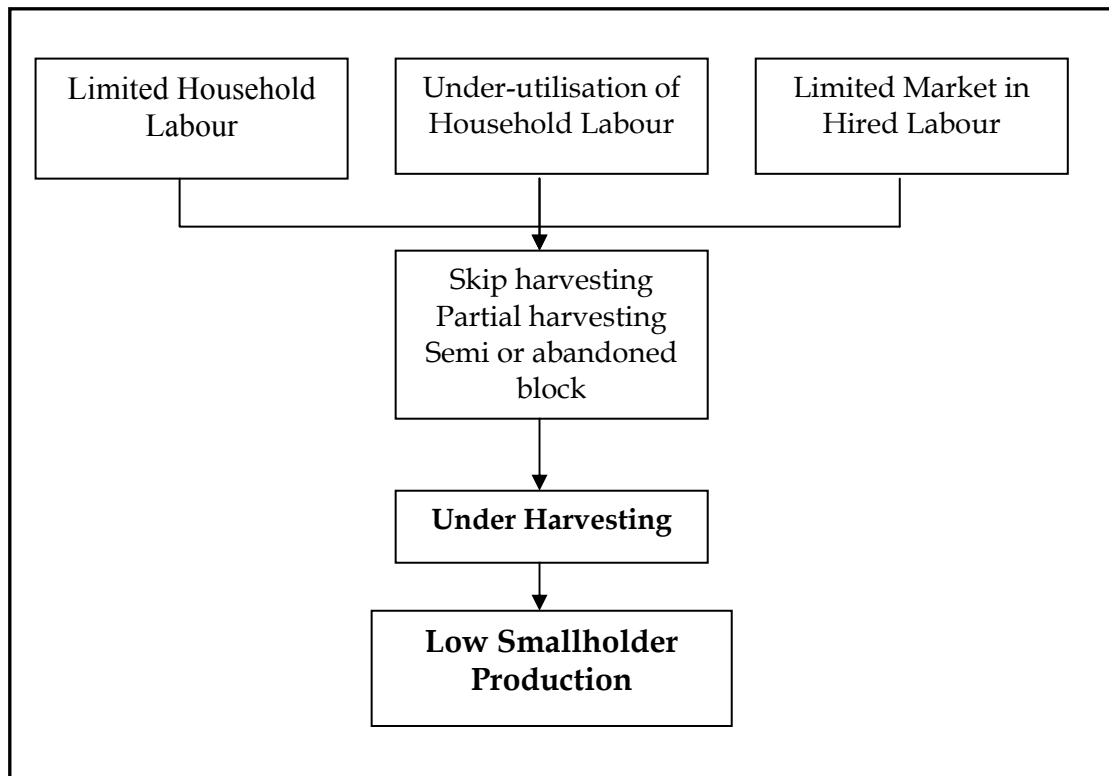 Limited Household
Labour
Under-utilisation of
Household Labour
Limited Market in
Hired Labour
Skip harvesting
Partial harvesting
Semi or abandoned
block
Under Harvesting
Low Smallholder
Production